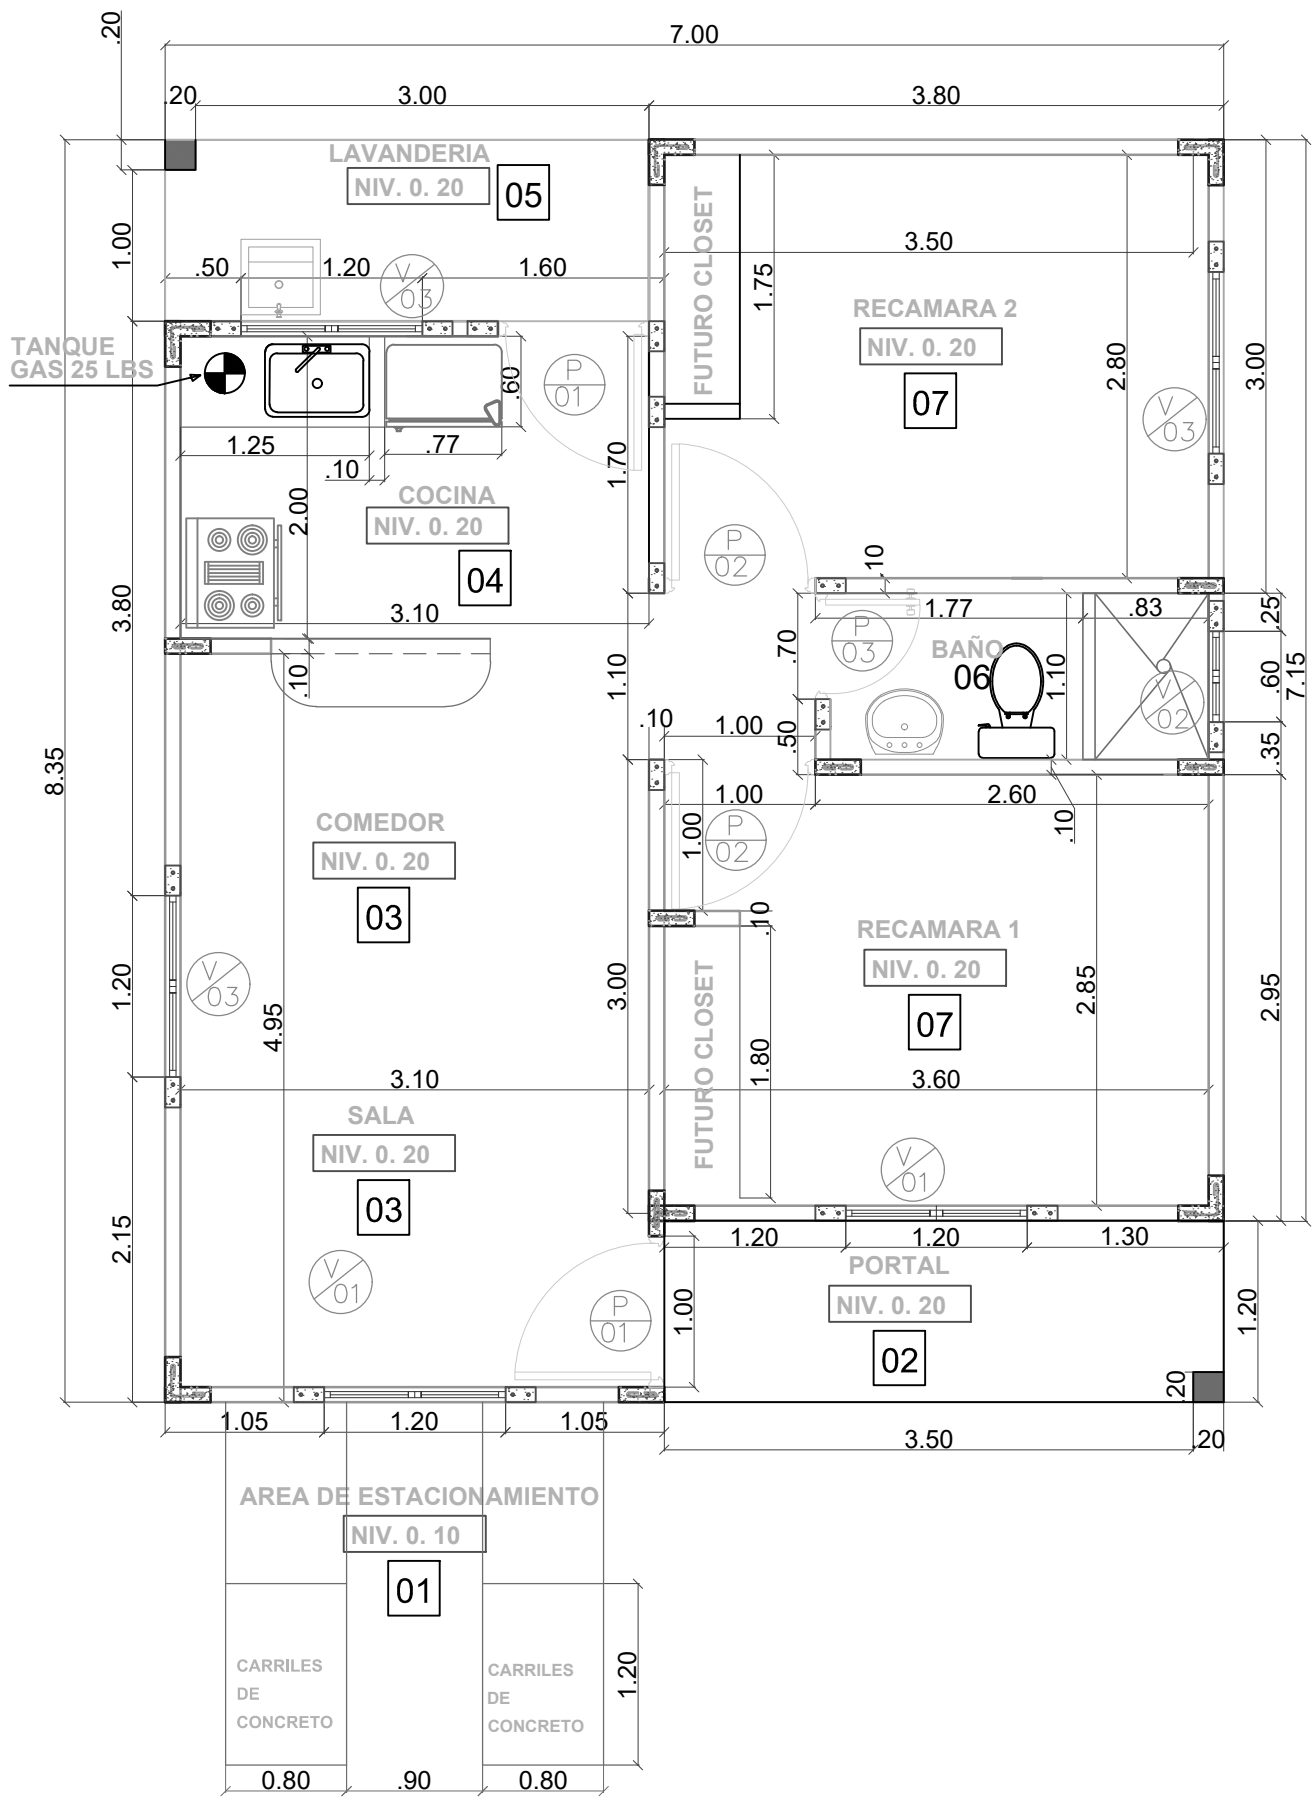 .20
7.00
.20
3.00
3.80
LAVANDERIA
NIV. 0. 20
05
1.00
.50
1.20
1.60
V
03
FUTURO CLOSET
1.75
3.50
RECAMARA 2
NIV. 0. 20
07
2.80
3.00
V
03
TANQUE
GAS 25 LBS
.60
P
01
1.25
.10
.77
1.70
2.00
COCINA
NIV. 0. 20
04
3.10
3.80
P
02
.10
1.77
.83
.25
.70
P
03
BAÑO
06
1.10
V
02
.60
7.15
.10
1.10
.10
1.00
.50
.35
8.35
1.00
2.60
.10
COMEDOR
NIV. 0. 20
03
1.00
P
02
.10
RECAMARA 1
NIV. 0. 20
07
2.85
2.95
1.20
V
03
4.95
3.00
FUTURO CLOSET
1.80
3.10
3.60
SALA
NIV. 0. 20
03
V
01
2.15
V
01
P
01
1.20
1.20
1.30
PORTAL
NIV. 0. 20
02
1.00
1.20
.20
1.05
1.20
1.05
3.50
.20
AREA DE ESTACIONAMIENTO
NIV. 0. 10
01
CARRILES
DE
CONCRETO
CARRILES
DE
CONCRETO
1.20
0.80
.90
0.80